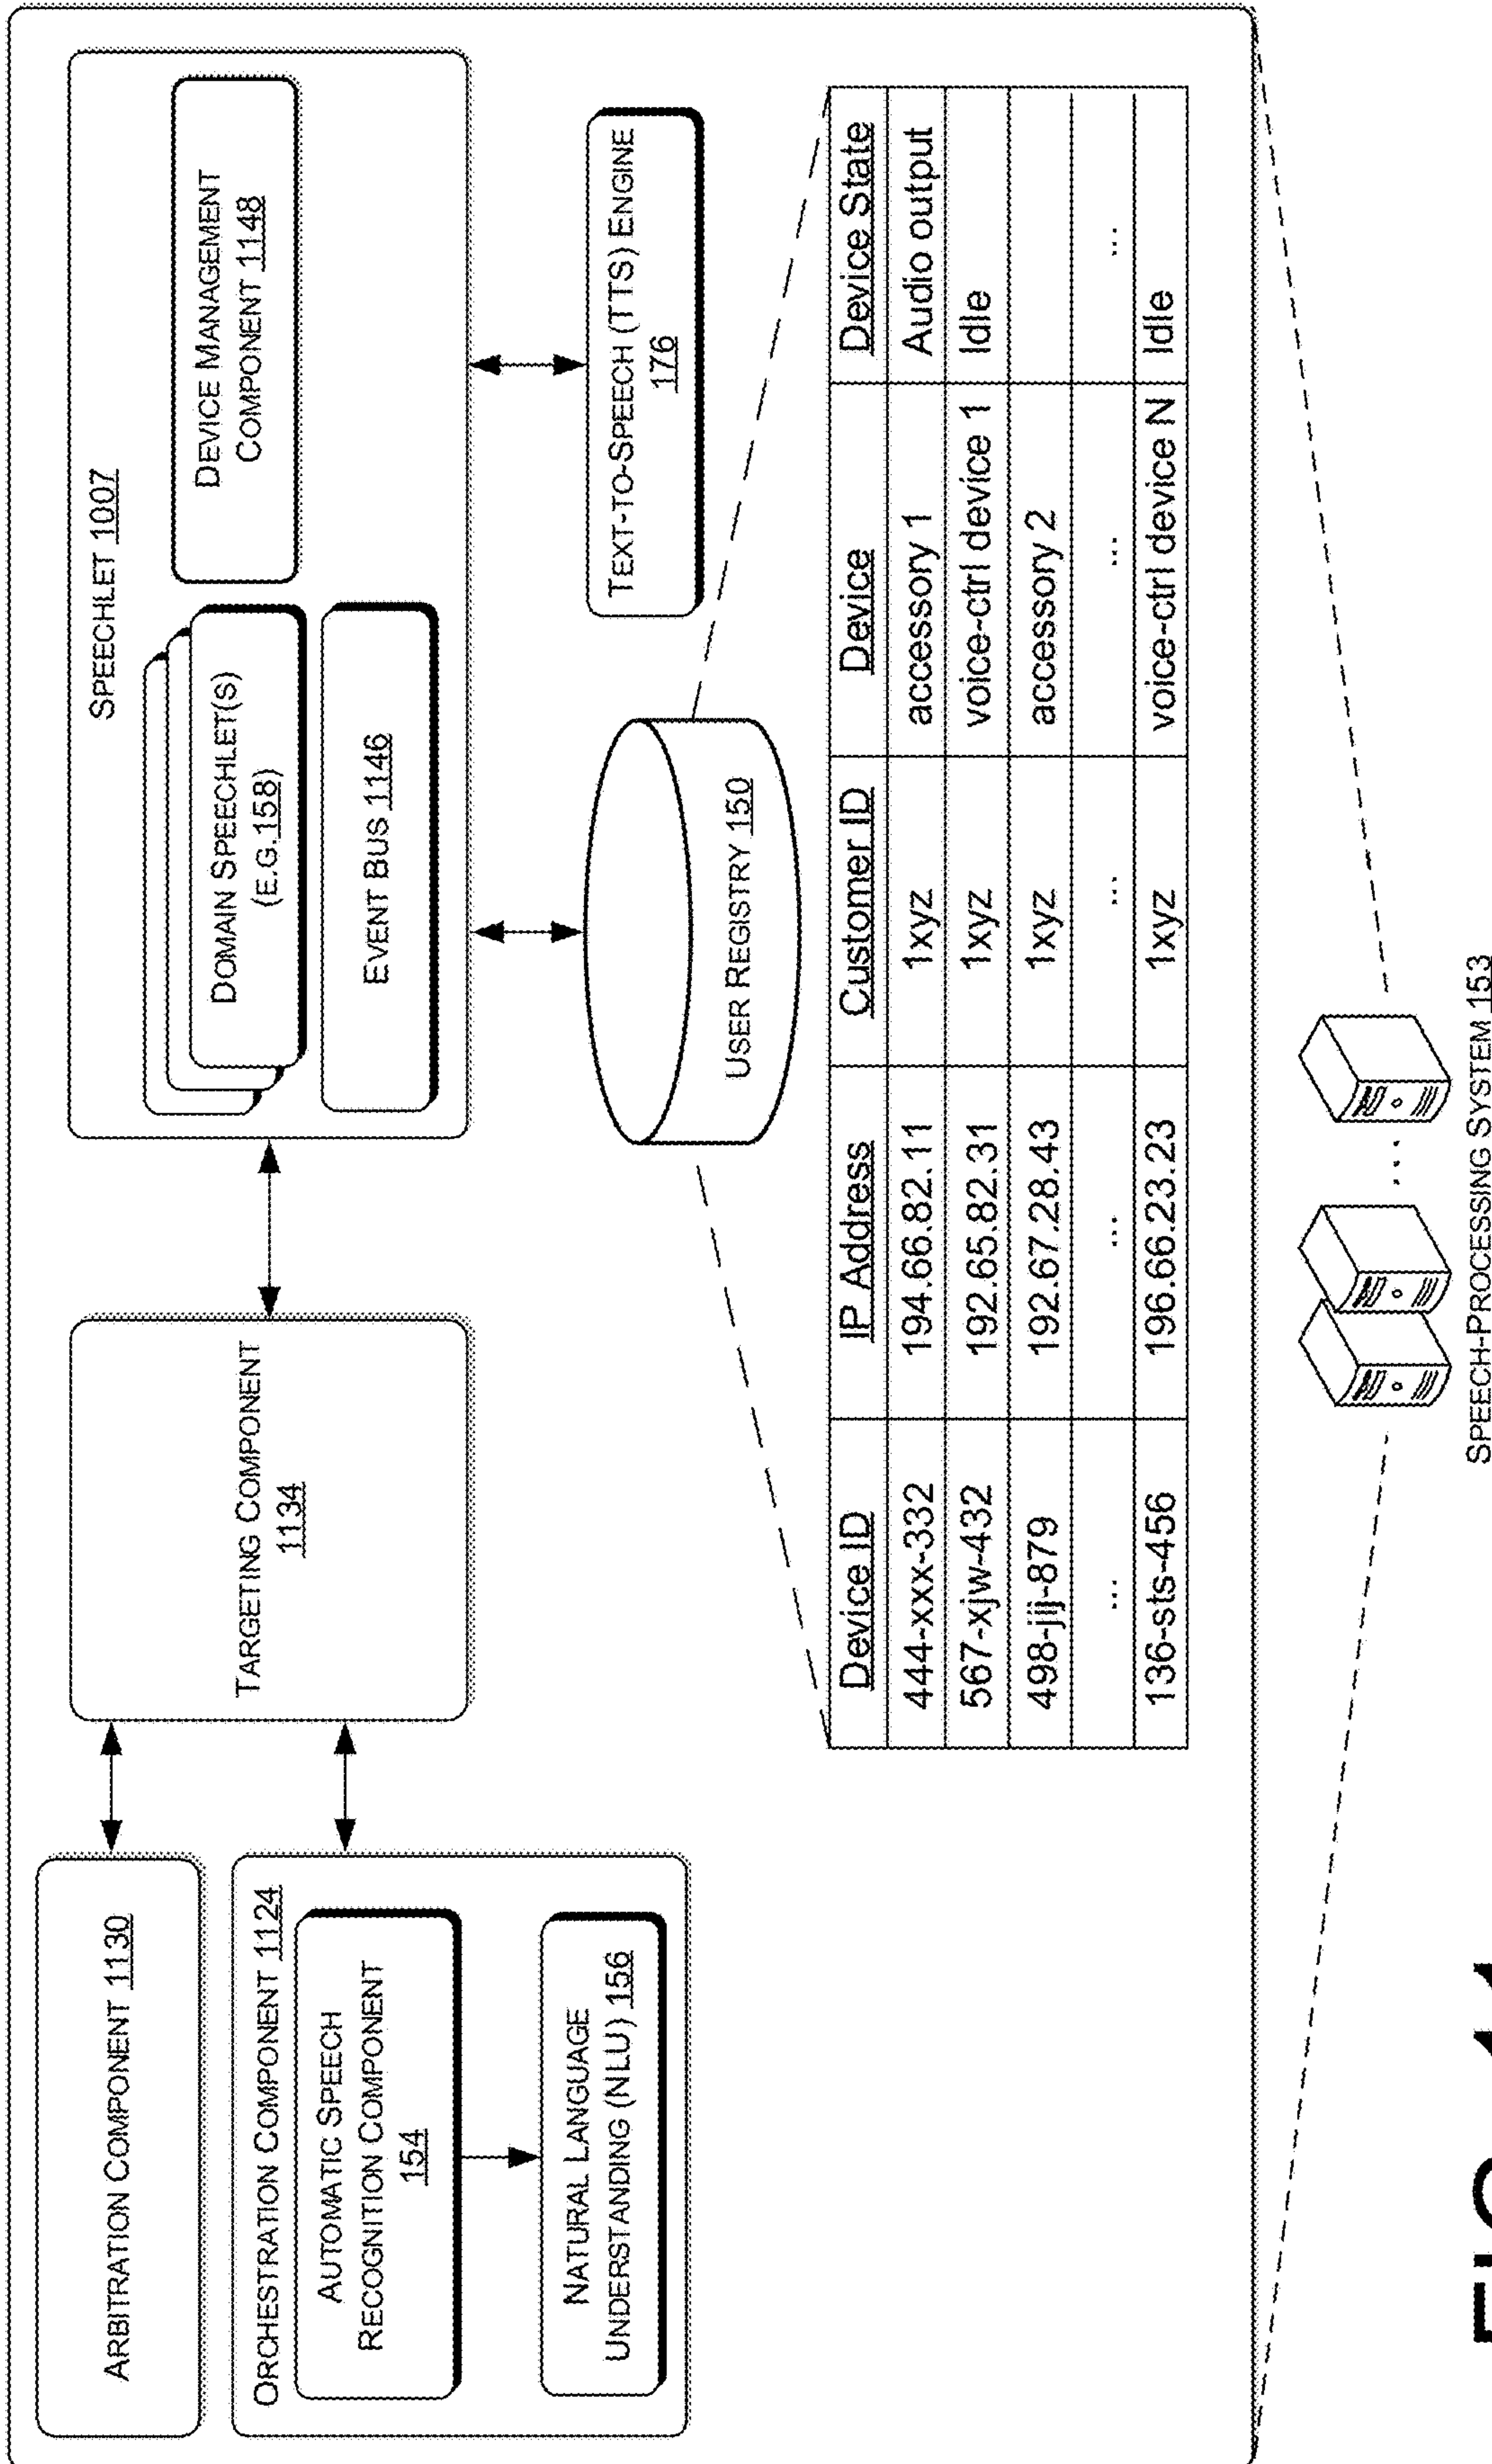 ARBITRATION COMPONENT 1130
ORCHESTRATION COMPONENT 1124
AUTOMATIC SPEECH
RECOGNITION COMPONENT
154
NATURAL LANGUAGE
UNDERSTANDING (NLU) 156
TARGETING COMPONENT
1134
SPEECHLET 1007
DOMAIN SPEECHLET(S)
(E.G. 158)
EVENT BUS 1146
DEVICE MANAGEMENT
COMPONENT 1148
USER REGISTRY 150
TEXT-TO-SPEECH (TTS) ENGINE
176
Device ID IP Address Customer ID Device Device State
444-xxx-332 194.66.82.11 1xyz accessory 1 Audio output
567-xjw-432 192.65.82.31 1xyz voice-ctrl device 1 Idle
498-jij-879 192.67.28.43 1xyz accessory 2
... ... ... ... ...
136-sts-456 196.66.23.23 1xyz voice-ctrl device N Idle
...
SPEECH-PROCESSING SYSTEM 153